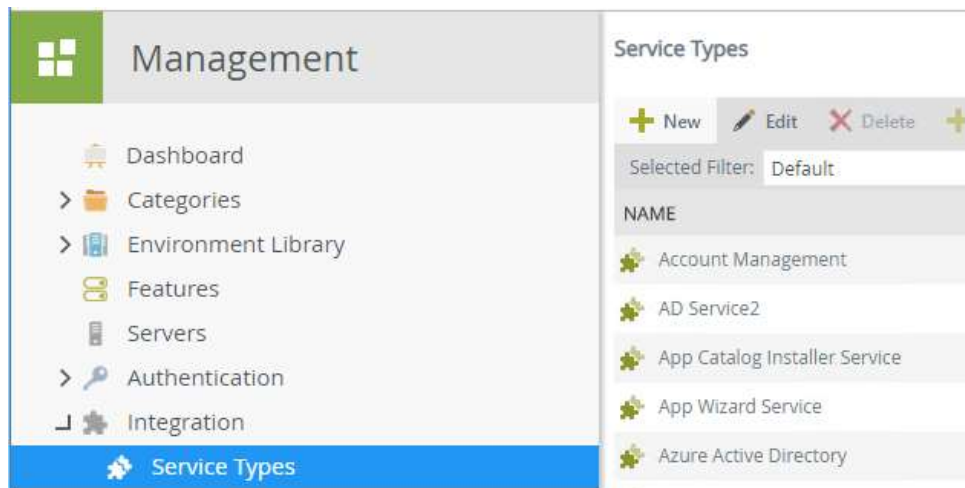 Management
Dashboard
Categories
Environment Library
Features
Servers
Authentication
Integration
Service Types
Service Types
New Edit Delete
Selected Filter: Default
NAME
Account Management
AD Service2
App Catalog Installer Service
App Wizard Service
Azure Active Directory